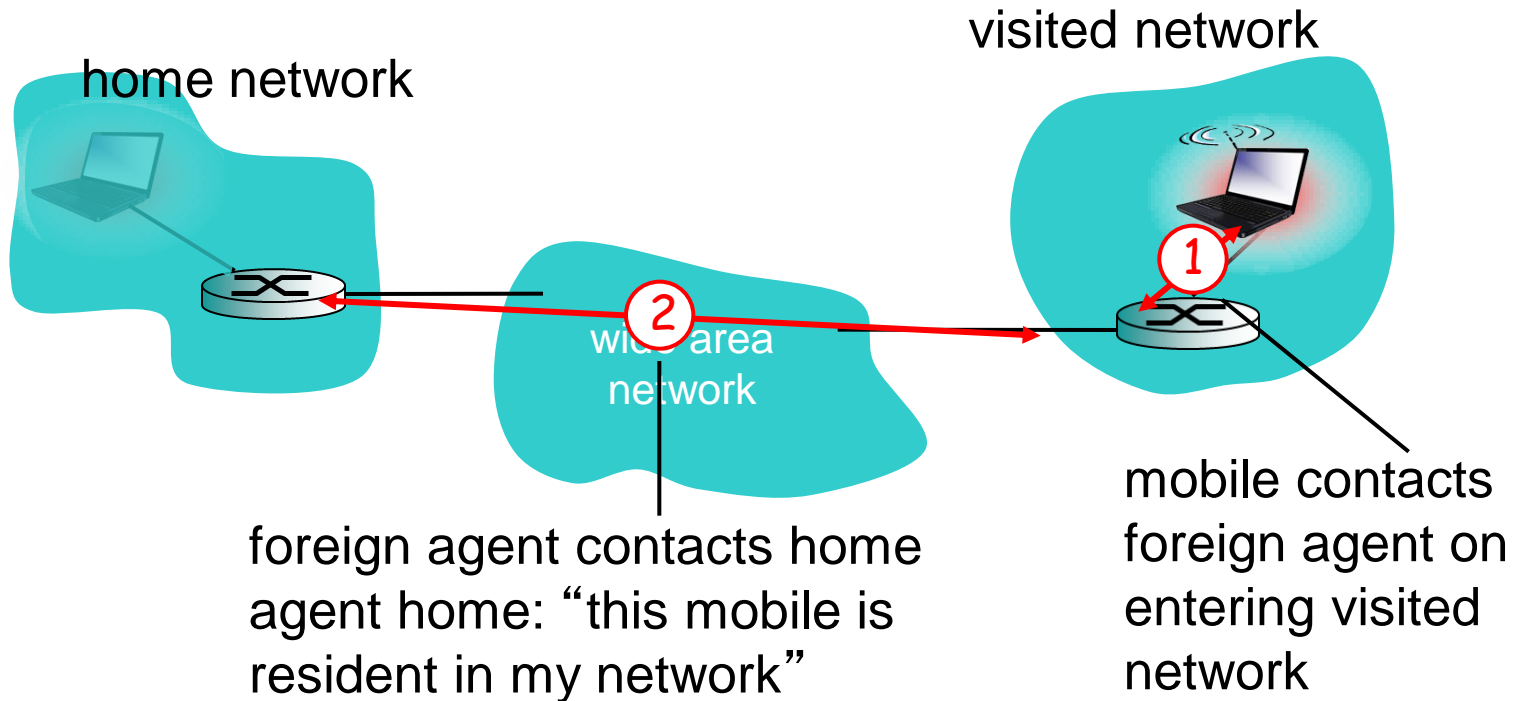 visited network
home network
1
2
wide area
network
foreign agent contacts home
agent home: “this mobile is
resident in my network”
mobile contacts
foreign agent on
entering visited
network